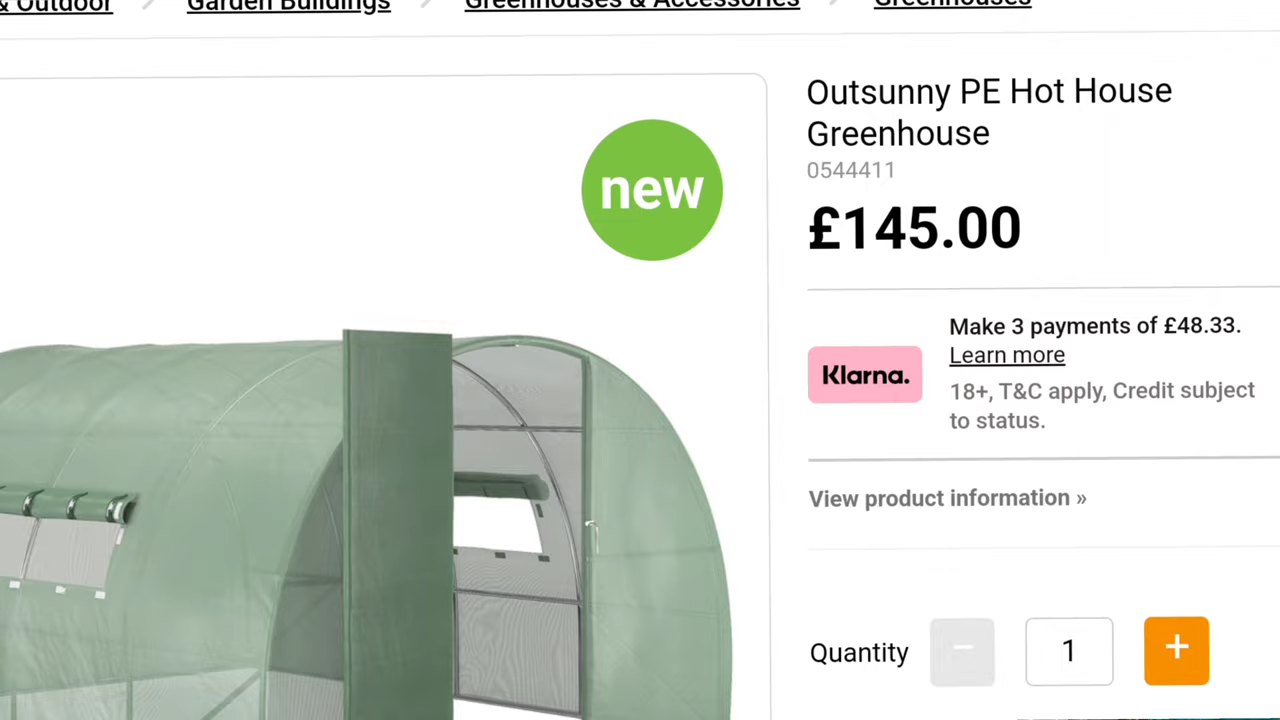 & Outdoor
Garden Buildings
Greenhouses & Accessories
Greenhouses
new
Outsunny PE Hot House
Greenhouse
0544411
£145.00
Klarna.
Make 3 payments of £48.33.
Learn more
18+, T&C apply, Credit subject
to status.
View product information »
Quantity
−
1
+